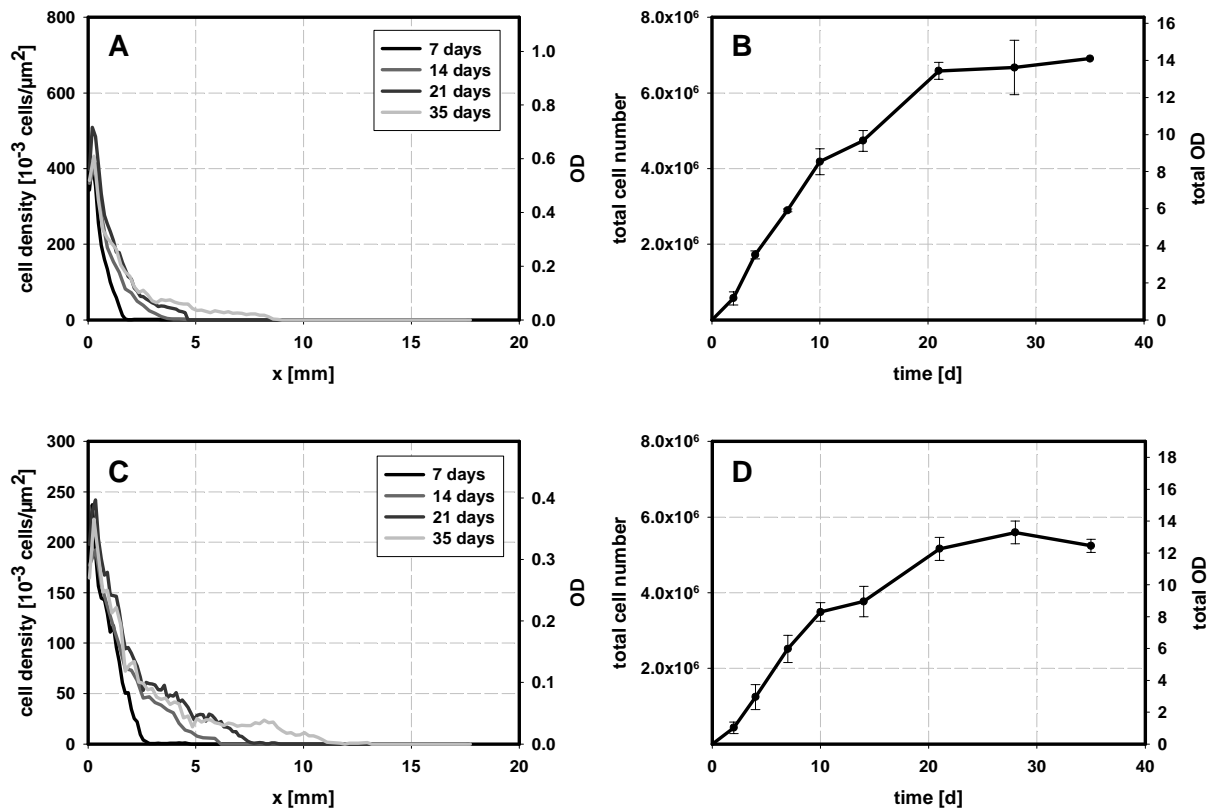 A
7 days
14 days
21 days
35 days
800
600
400
200
0
cell density [10-3 cells/µm2]
1.0
0.8
0.6
0.4
0.2
0.0
OD
0 5 10 15 20
x [mm]
B
8.0x106
6.0x106
4.0x106
2.0x106
total cell number
16
14
12
10
8
6
4
2
0
total OD
0 10 20 30 40
time [d]
C
7 days
14 days
21 days
35 days
300
250
200
150
100
50
0
cell density [10-3 cells/µm2]
0.4
0.3
0.2
0.1
0.0
OD
0 5 10 15 20
x [mm]
D
8.0x106
6.0x106
4.0x106
2.0x106
total cell number
18
16
14
12
10
8
6
4
2
0
total OD
0 10 20 30 40
time [d]